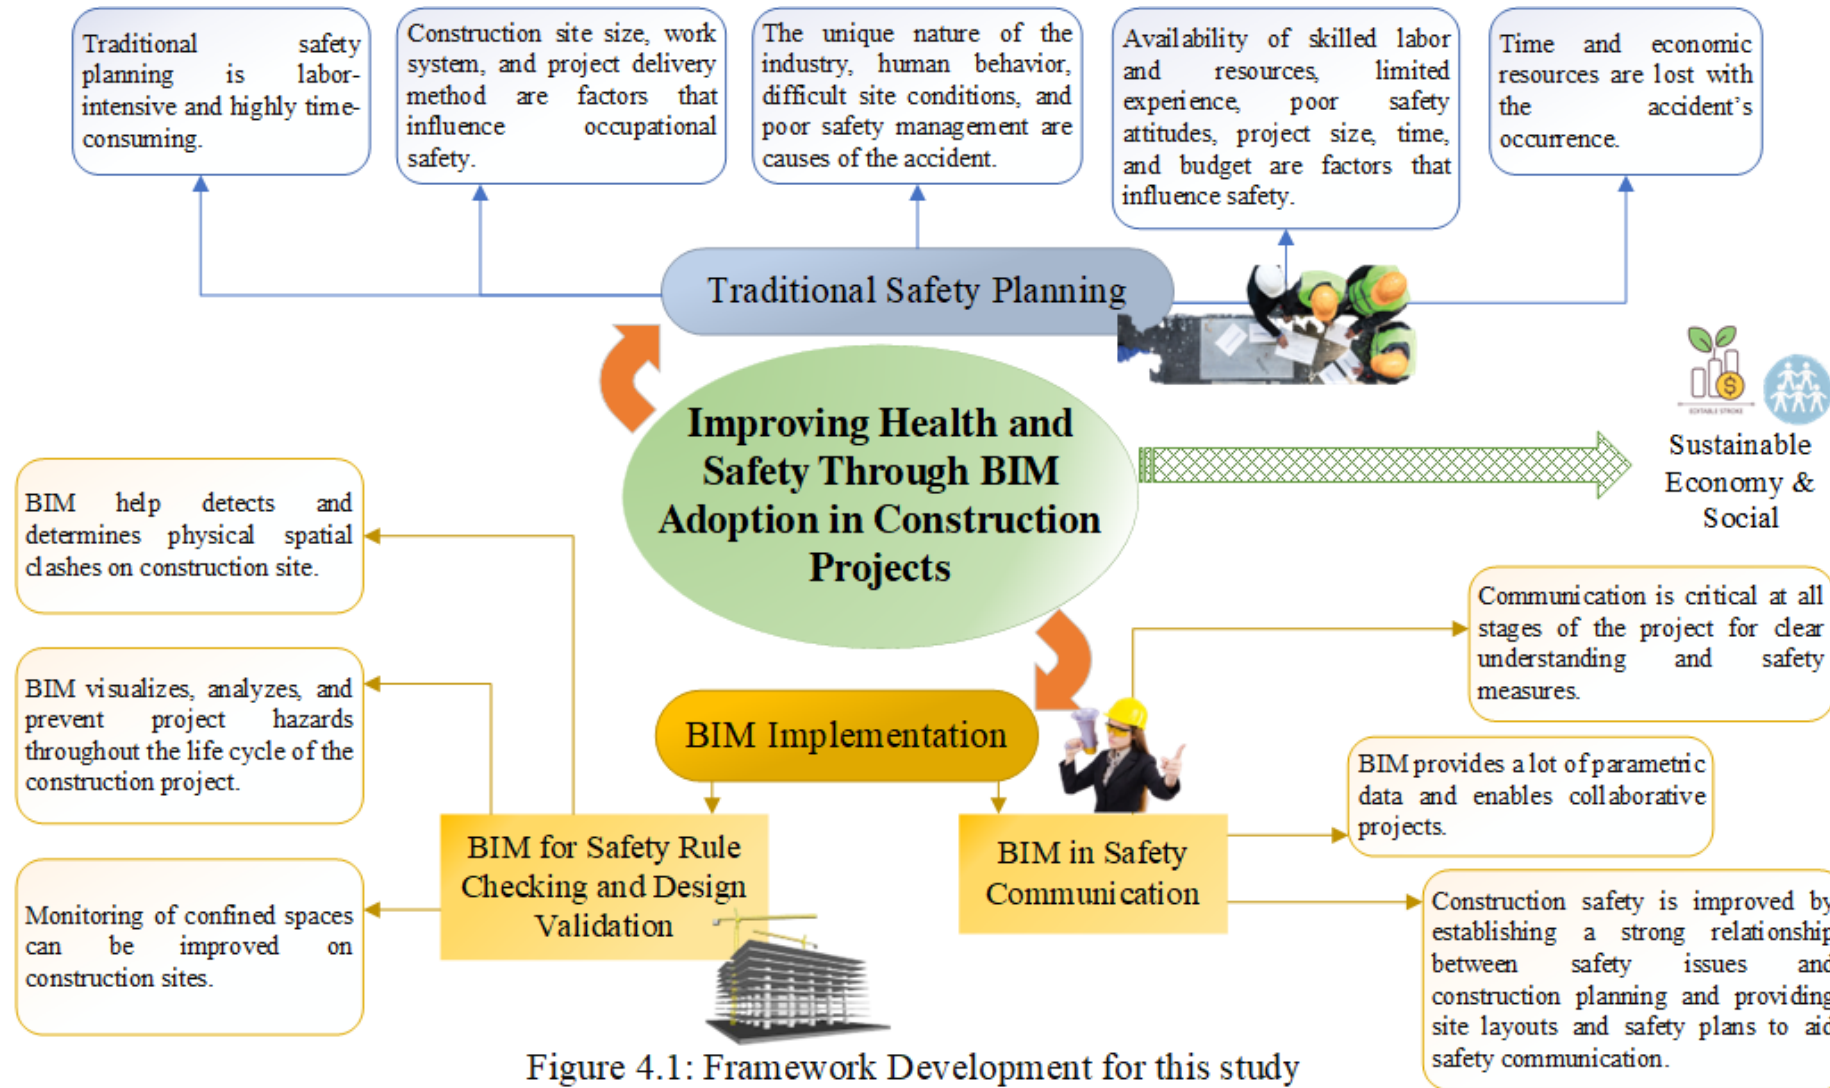 Traditional safety
planning is labor-
intensive and highly time-
consuming.
Construction site size, work
system, and project delivery
method are factors that
influence occupational
safety.
The unique nature of the
industry, human behavior,
difficult site conditions, and
poor safety management are
causes of the accident.
Availability of skilled labor
and resources, limited
experience, poor safety
attitudes, project size, time,
and budget are factors that
influence safety.
Time and economic
resources are lost with
the accident's
occurrence.
Traditional Safety Planning
Improving Health and
Safety Through BIM
Adoption in Construction
Projects
EDITABLE STROKE
Sustainable
Economy &
Social
BIM help detects and
determines physical spatial
clashes on construction site.
BIM visualizes, analyzes, and
prevent project hazards
throughout the life cycle of the
construction project.
Monitoring of confined spaces
can be improved on
construction sites.
BIM Implementation
BIM for Safety Rule
Checking and Design
Validation
BIM in Safety
Communication
Communication is critical at all
stages of the project for clear
understanding and safety
measures.
BIM provides a lot of parametric
data and enables collaborative
projects.
Construction safety is improved by
establishing a strong relationship
between safety issues and
construction planning and providing
site layouts and safety plans to aid
safety communication.
Figure 4.1: Framework Development for this study